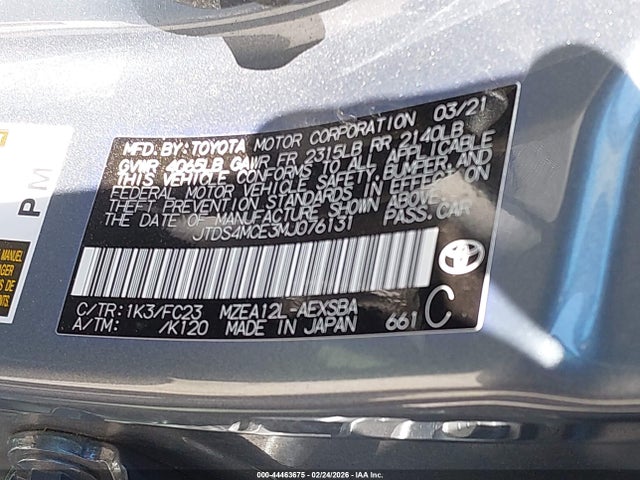 MFD. BY: TOYOTA MOTOR CORPORATION 03/21
GVWR 4065LB GAWR FR 2315LB RR 2140LB
THIS VEHICLE CONFORMS TO ALL APPLICABLE
FEDERAL MOTOR VEHICLE SAFETY, BUMPER, AND
THEFT PREVENTION STANDARDS IN EFFECT ON
THE DATE OF MANUFACTURE SHOWN ABOVE.
JTDS4MCE3MJ076131 PASS. CAR
C/TR: 1K3/FC23 MZEA12L-AEXSBA
A/TM: /K120 MADE IN JAPAN 661 C
PM
MANUEL
DE
000-44463675 - 02/24/2026 - IAA Inc.